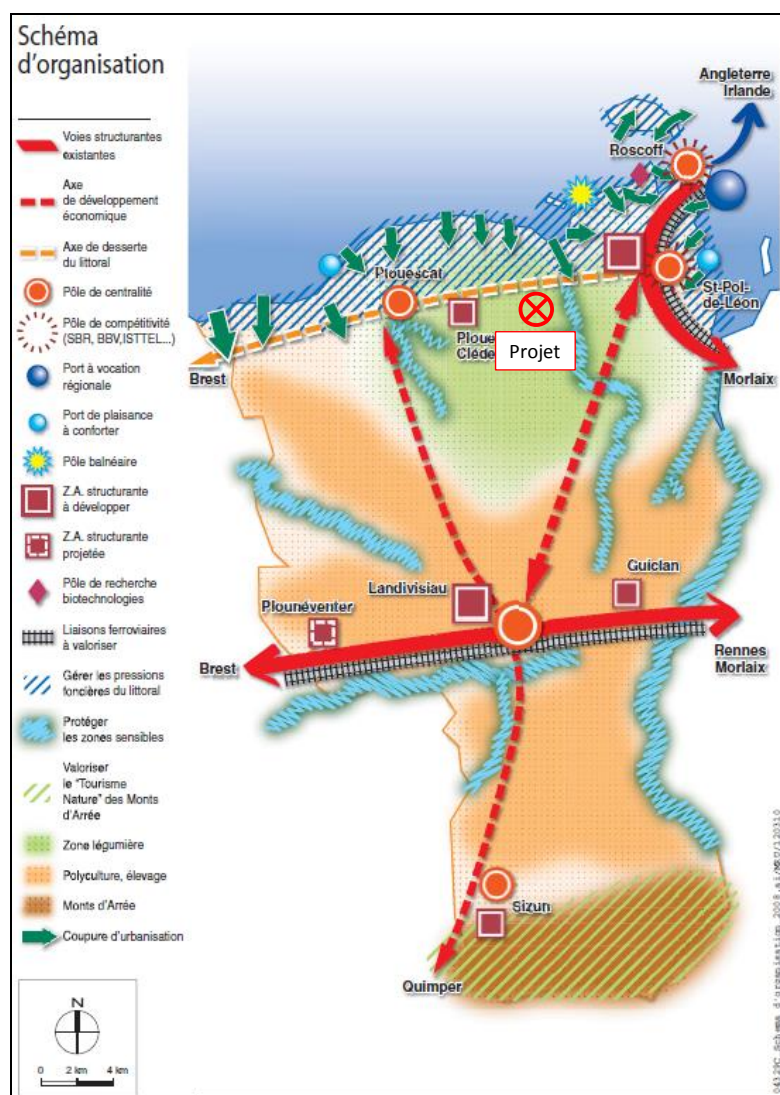 Schéma
d'organisation
Voies structurantes
existantes
Axe
de développement
économique
Axe de desserte
du littoral
Pôle de centralité
Pôle de compétitivité
(SBR, BBV,ISTTEL...)
Port à vocation
régionale
Port de plaisance
à conforter
Pôle balnéaire
Z.A. structurante
à développer
Z.A. structurante
projetée
Pôle de recherche
biotechnologies
Liaisons ferroviaires
à valoriser
Gérer les pressions
foncières du littoral
Protéger
les zones sensibles
Valoriser
le "Tourisme
Nature" des Monts
d'Arrée
Zone légumière
Polyculture, élevage
Monts d'Arrée
Coupure d'urbanisation
N
0 2 km 4 km
Angleterre
Irlande
Roscoff
Plouescat
St-Pol-
de-Léon
Ploue
Cléde
Projet
Brest
Morlaix
Guiclan
Landivisiau
Plounéventer
Brest
Rennes
Morlaix
Sizun
Quimper